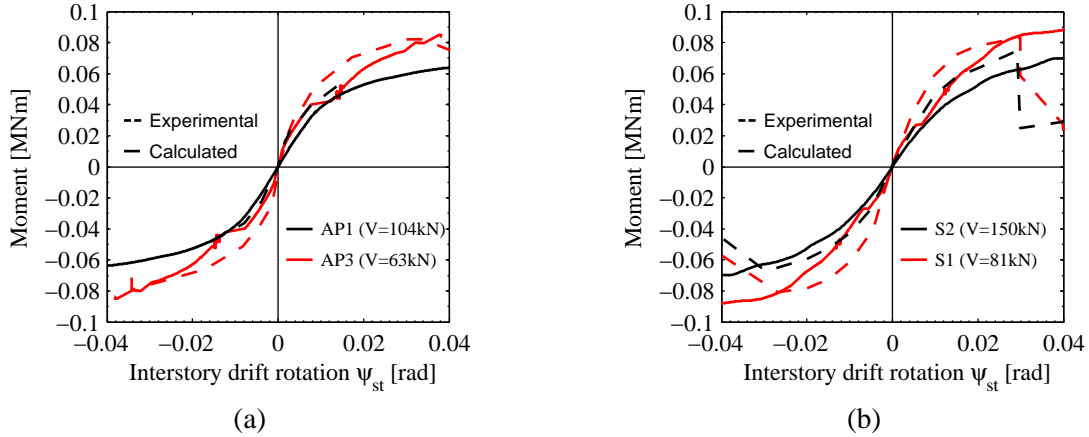 0.1
0.08
0.06
0.04
0.02
0
−0.02
−0.04
−0.06
−0.08
−0.1
Moment [MNm]
Experimental
Calculated
AP1 (V=104kN)
AP3 (V=63kN)
−0.04 −0.02 0 0.02 0.04
Interstory drift rotation ψst [rad]
(a)
0.1
0.08
0.06
0.04
0.02
0
−0.02
−0.04
−0.06
−0.08
−0.1
Moment [MNm]
Experimental
Calculated
S2 (V=150kN)
S1 (V=81kN)
−0.04 −0.02 0 0.02 0.04
Interstory drift rotation ψst [rad]
(b)